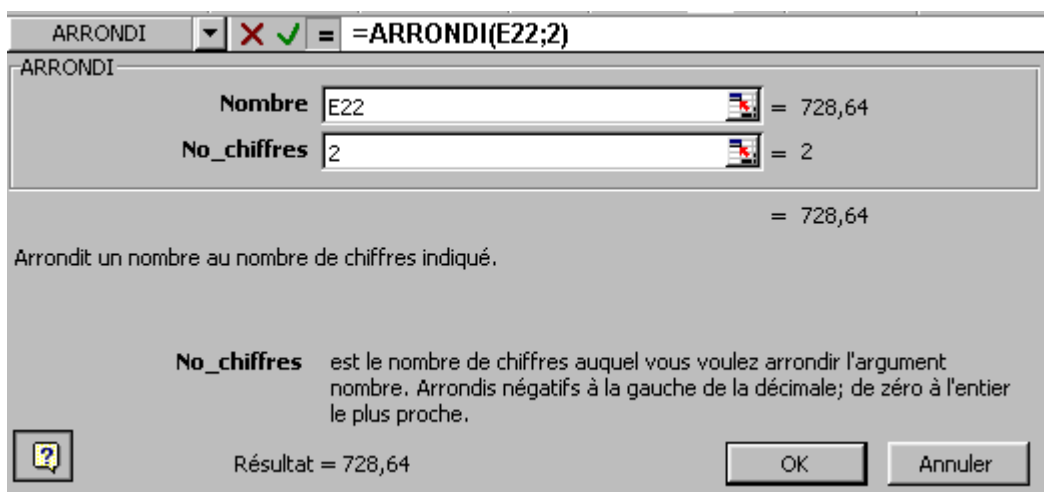 ARRONDI = =ARRONDI(E22;2)
ARRONDI
Nombre E22 = 728,64
No_chiffres 2 = 2
= 728,64
Arrondit un nombre au nombre de chiffres indiqué.
No_chiffres est le nombre de chiffres auquel vous voulez arrondir l'argument
nombre. Arrondis négatifs à la gauche de la décimale; de zéro à l'entier
le plus proche.
? Résultat = 728,64 OK Annuler